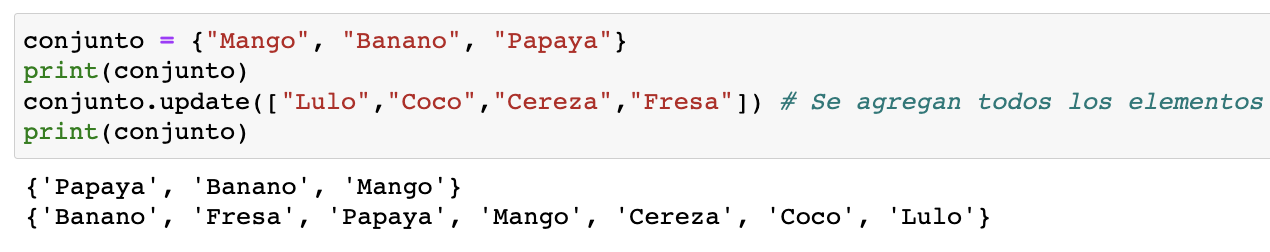 conjunto = {"Mango", "Banano", "Papaya"}
print(conjunto)
conjunto.update(["Lulo","Coco","Cereza","Fresa"]) # Se agregan todos los elementos
print(conjunto)
{'Papaya', 'Banano', 'Mango'}
{'Banano', 'Fresa', 'Papaya', 'Mango', 'Cereza', 'Coco', 'Lulo'}